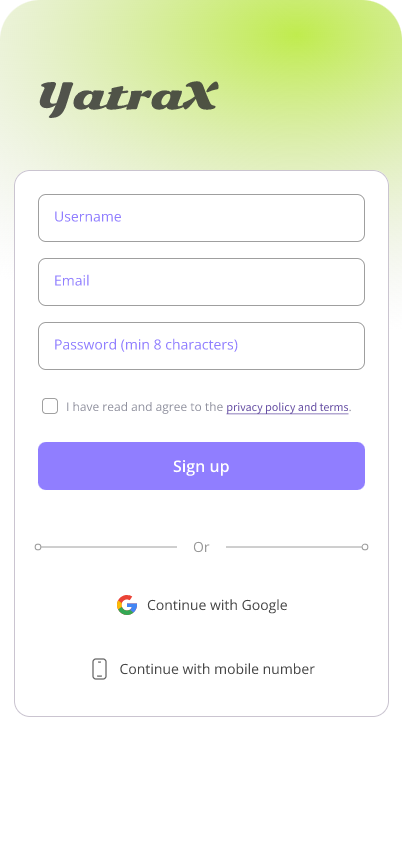 YatraX
Username
Email
Password (min 8 characters)
I have read and agree to the privacy policy and terms.
Sign up
Or
Continue with Google
Continue with mobile number